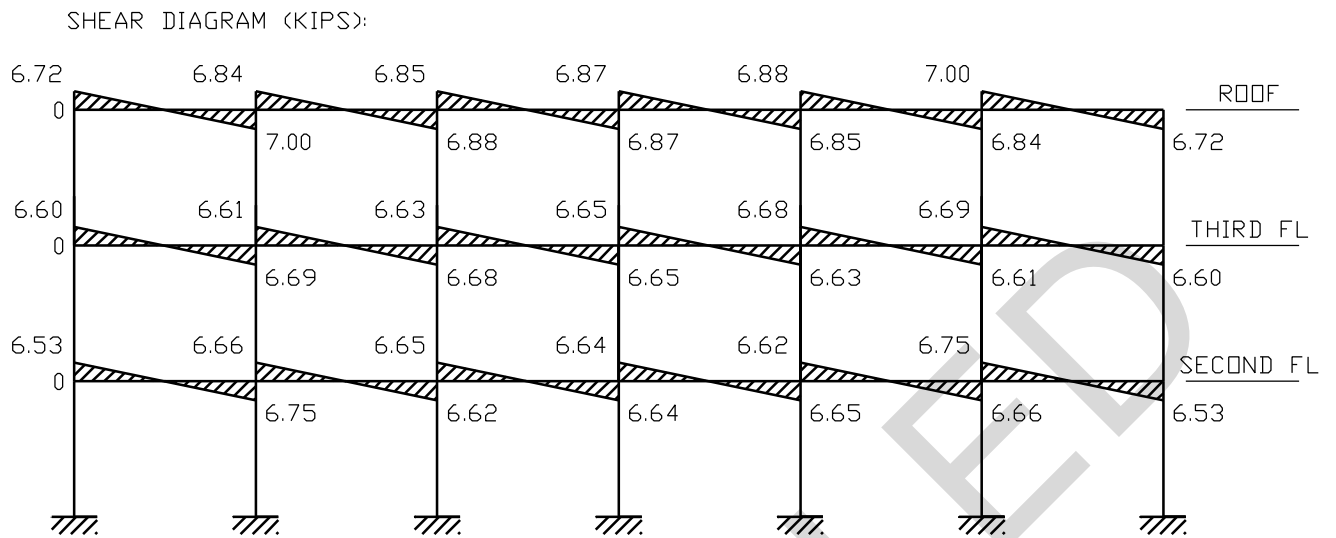 SHEAR DIAGRAM (KIPS):
6.72 6.84 6.85 6.87 6.88 7.00
0 ROOF
7.00 6.88 6.87 6.85 6.84 6.72
6.60 6.61 6.63 6.65 6.68 6.69
0 THIRD FL
6.69 6.68 6.65 6.63 6.61 6.60
6.53 6.66 6.65 6.64 6.62 6.75
0 SECOND FL
6.75 6.62 6.64 6.65 6.66 6.53
ED